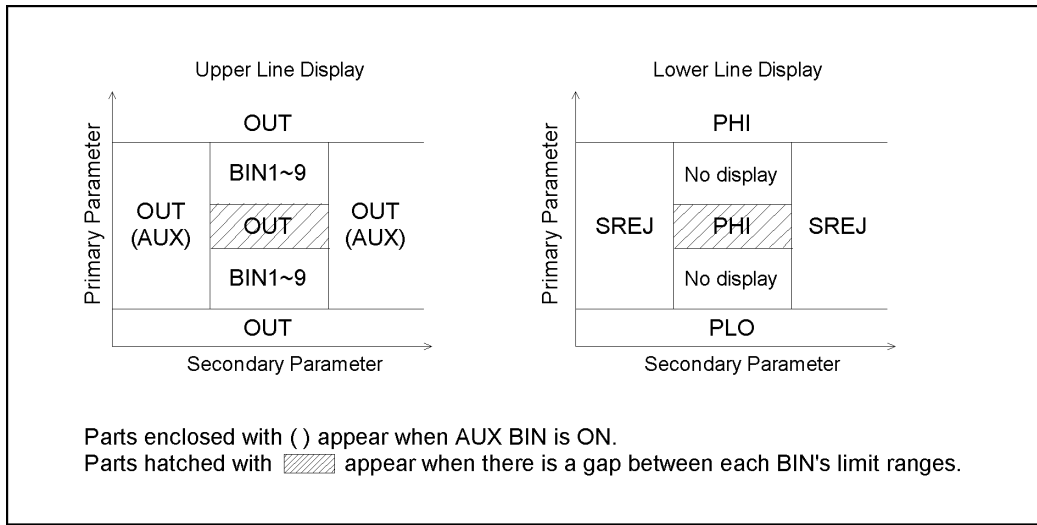 Upper Line Display
Primary Parameter
OUT
BIN1~9
OUT
(AUX)
OUT
OUT
(AUX)
BIN1~9
OUT
Secondary Parameter
Lower Line Display
Primary Parameter
PHI
No display
SREJ
PHI
SREJ
No display
PLO
Secondary Parameter
Parts enclosed with ( ) appear when AUX BIN is ON.
Parts hatched with appear when there is a gap between each BIN's limit ranges.